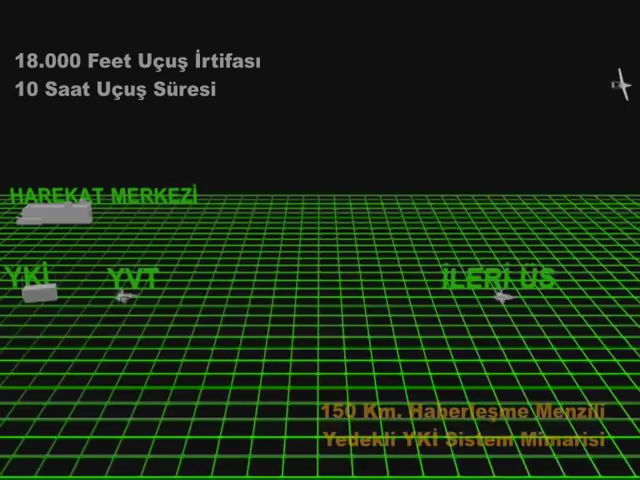 18.000 Feet Uçuş İrtifası
10 Saat Uçuş Süresi
HAREKAT MERKEZİ
YKİ
YVT
İLERİ ÜS
150 Km. Haberleşme Menzili
Yedekli YKİ Sistem Mimarisi